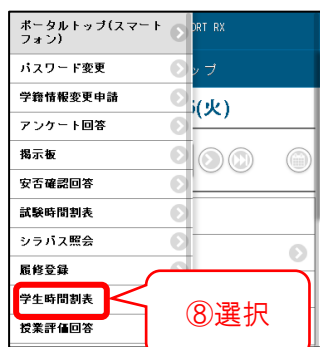 ポータルトップ(スマート
フォン)
ORT RX
パスワード変更
ップ
学籍情報変更申請
(火)
アンケート回答
掲示板
安否確認回答
試験時間割表
シラバス照会
履修登録
学生時間割表
⑧選択
授業評価回答